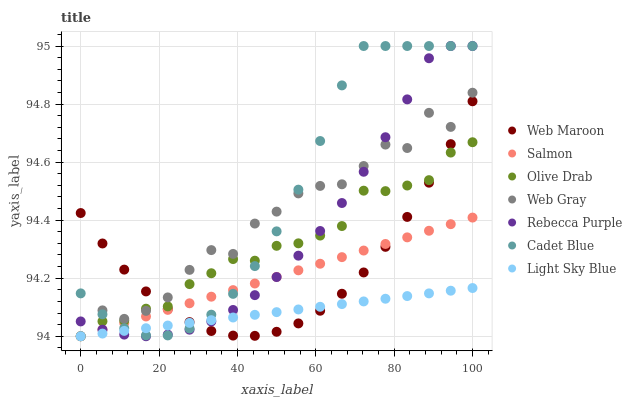 title
95
94.8
94.6
94.4
94.2
94
yaxis_label
0
20
40
60
80
100
xaxis_label
Web Maroon
Salmon
Olive Drab
Web Gray
Rebecca Purple
Cadet Blue
Light Sky Blue